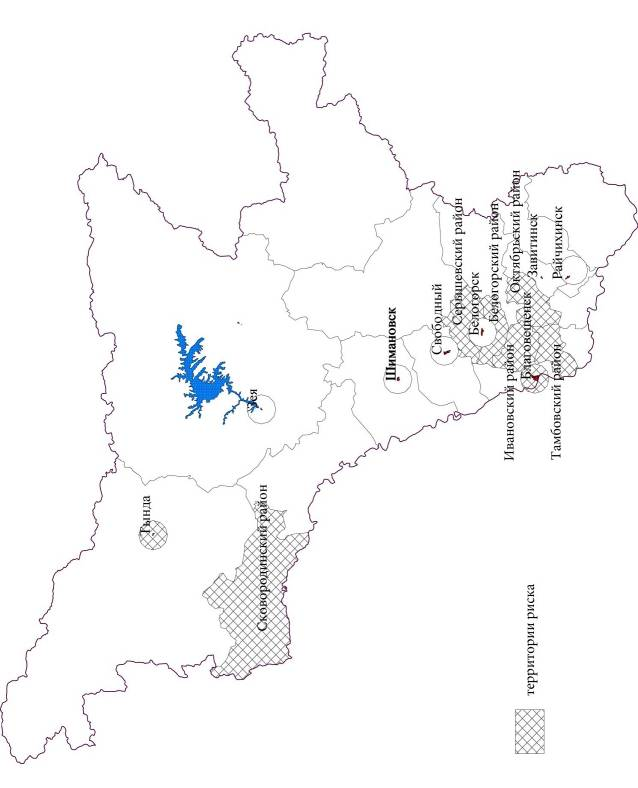 Тында
Сковородинский район
Зея
Шимановск
Свободный
Серышевский район
Белогорск
Белогорский район
Октябрьский район
Завитинск
Райчихинск
Ивановский район
Благовещенск
Тамбовский район
территории риска